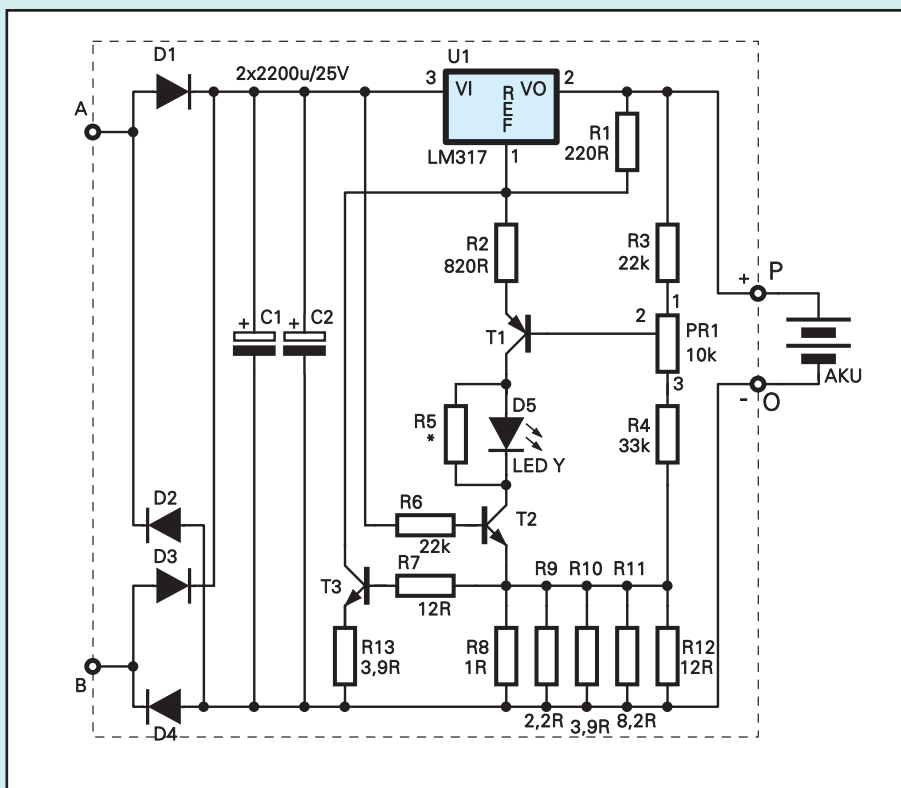 D1
2x2200u/25V
U1
3
VI
REF
VO
2
A
LM317
1
R1
220R
R2
820R
R3
22k
+
P
1
2
PR1
10k
T1
+
C1
+
C2
3
AKU
-
O
R5
*
D5
R4
33k
LED Y
D2
R6
22k
T2
D3
R7
12R
R9
R10
R11
T3
R13
3,9R
R8
1R
R12
12R
B
D4
2,2R
3,9R
8,2R